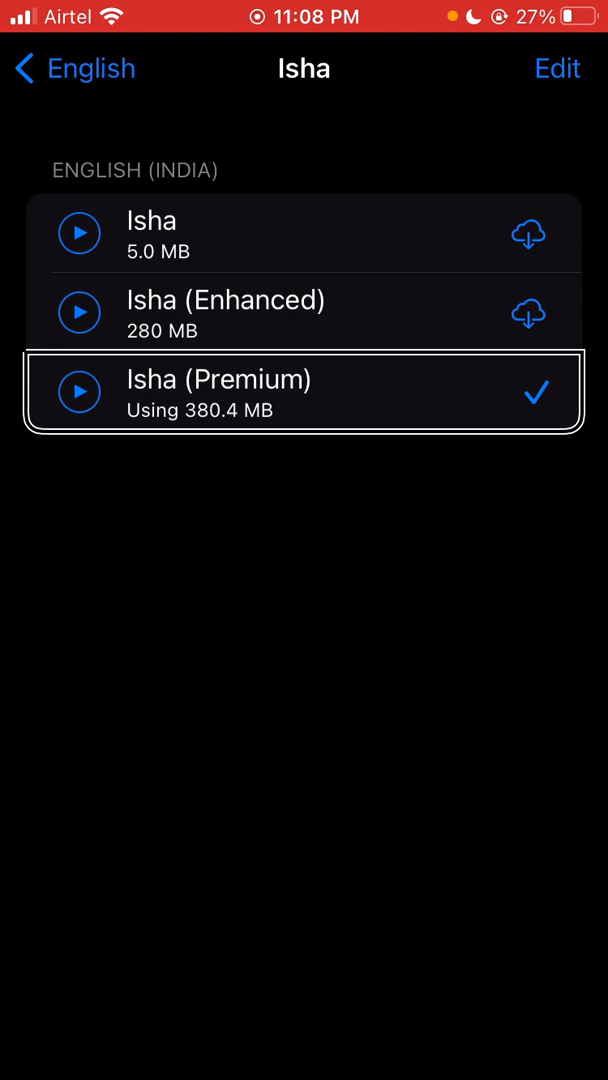 Airtel 11:08 PM 27%
English Isha Edit
ENGLISH (INDIA)
Isha
5.0 MB
Isha (Enhanced)
280 MB
Isha (Premium)
Using 380.4 MB